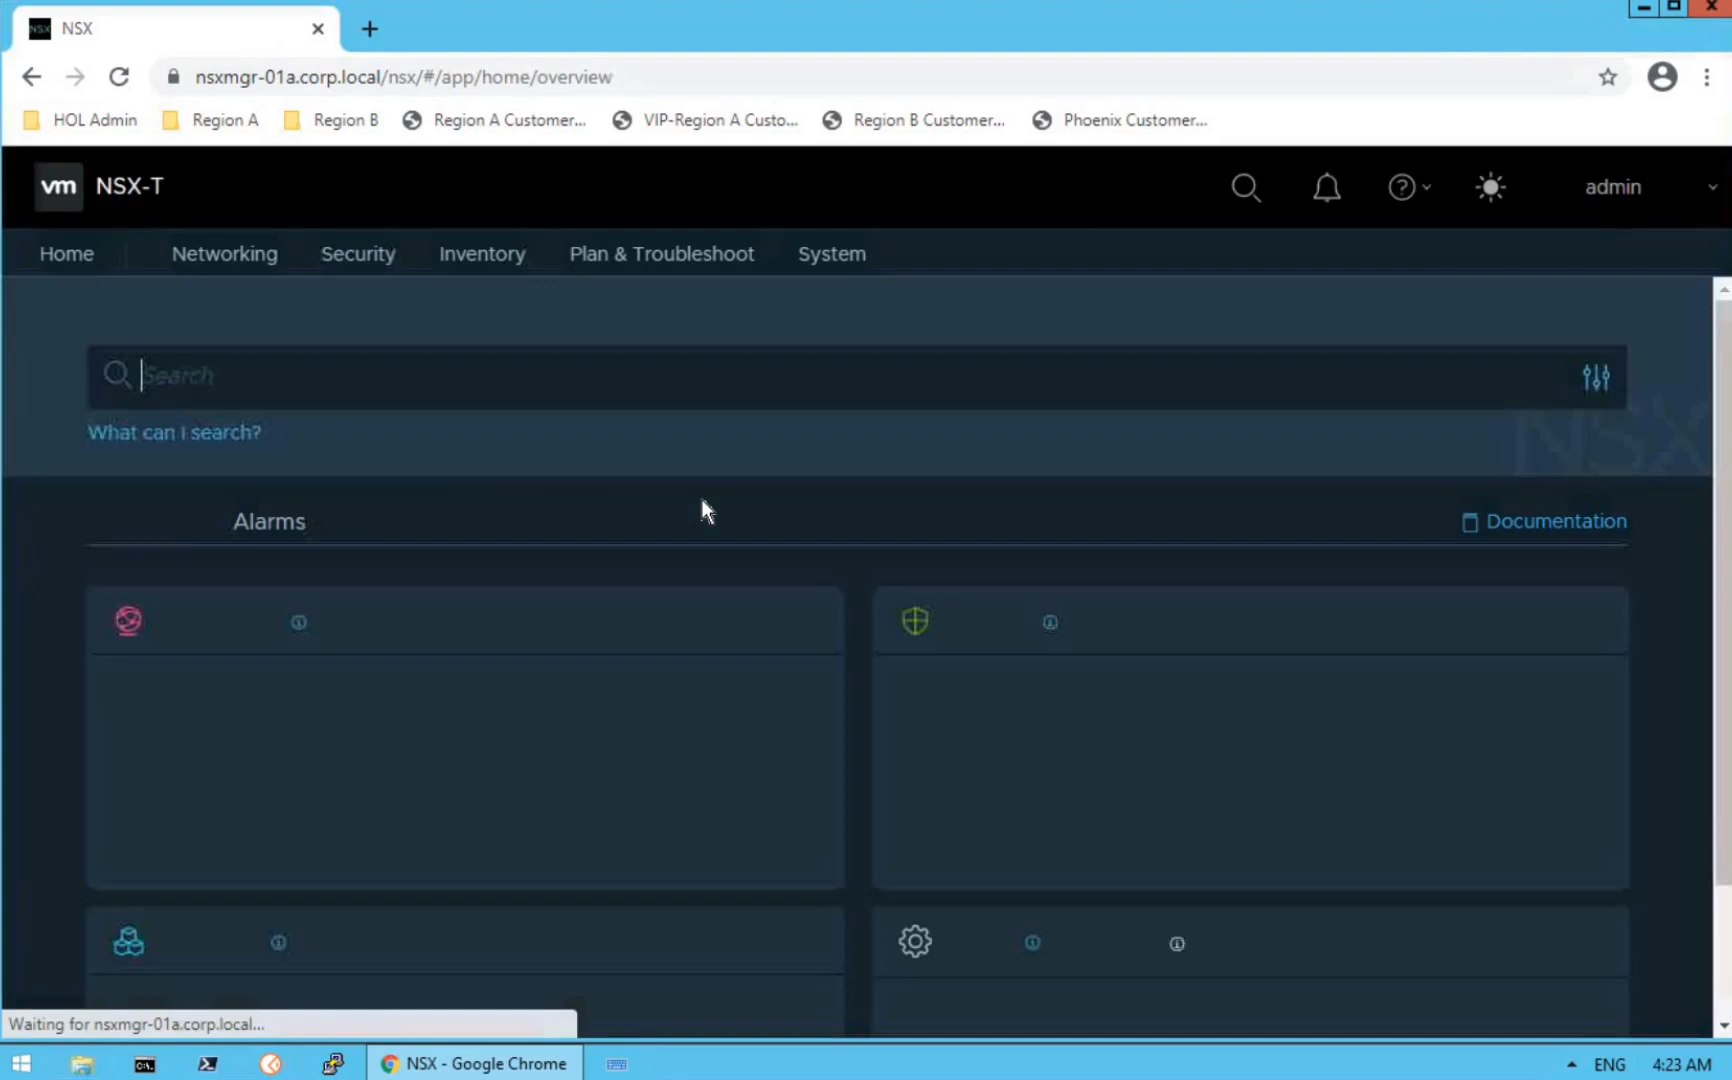 NSX
nsxmgr-01a.corp.local/nsx/#/app/home/overview
HOL Admin Region A Region B Region A Customer... VIP-Region A Custo... Region B Customer... Phoenix Customer...
vm NSX-T admin
Home Networking Security Inventory Plan & Troubleshoot System
Search
What can I search?
NSX
Alarms Documentation
Waiting for nsxmgr-01a.corp.local...
NSX - Google Chrome ENG 4:23 AM